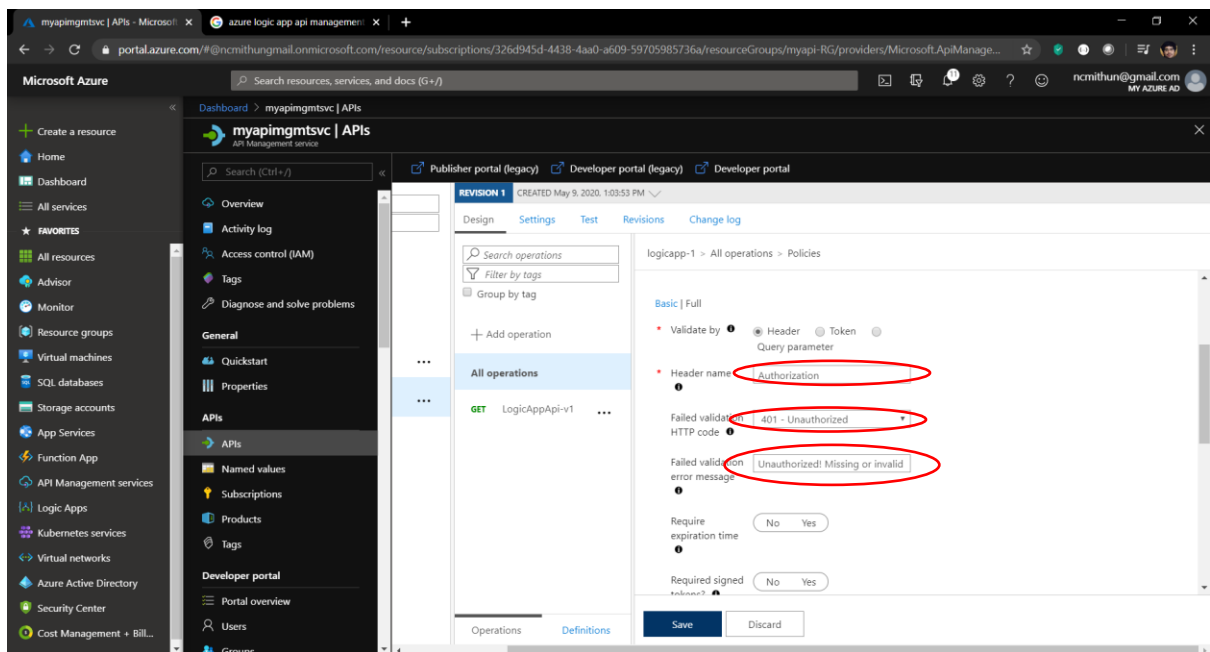 myapimgmtsvc | APIs - Microsoft
azure logic app api management
portal.azure.com/#@ncmithungmail.onmicrosoft.com/resource/subscriptions/326d945d-4438-4aa0-a609-59705985736a/resourceGroups/myapi-RG/providers/Microsoft.ApiManage...
Microsoft Azure
Search resources, services, and docs (G+/)
11
ncmithun@gmail.com
MY AZURE AD
Create a resource
Home
Dashboard
All services
FAVORITES
All resources
Advisor
Monitor
Resource groups
Virtual machines
SQL databases
Storage accounts
App Services
Function App
API Management services
Logic Apps
Kubernetes services
Virtual networks
Azure Active Directory
Security Center
Cost Management + Bill...
Dashboard > myapimgmtsvc | APIs
myapimgmtsvc | APIs
API Management service
Search (Ctrl+/)
Overview
Activity log
Access control (IAM)
Tags
Diagnose and solve problems
General
Quickstart
Properties
APIs
APIs
Named values
Subscriptions
Products
Tags
Developer portal
Portal overview
Users
Groups
Publisher portal (legacy) Developer portal (legacy) Developer portal
REVISION 1 CREATED May 9, 2020, 1:03:53 PM
Design Settings Test Revisions Change log
Search operations
Filter by tags
Group by tag
+ Add operation
All operations
GET LogicAppApi-v1 ...
Operations Definitions
logicapp-1 > All operations > Policies
Basic | Full
* Validate by Header Token
Query parameter
* Header name Authorization
Failed validation
HTTP code
401 - Unauthorized
Failed validation
error message
Unauthorized! Missing or invalid
Require
expiration time
No Yes
Required signed
tokens?
No Yes
Save Discard